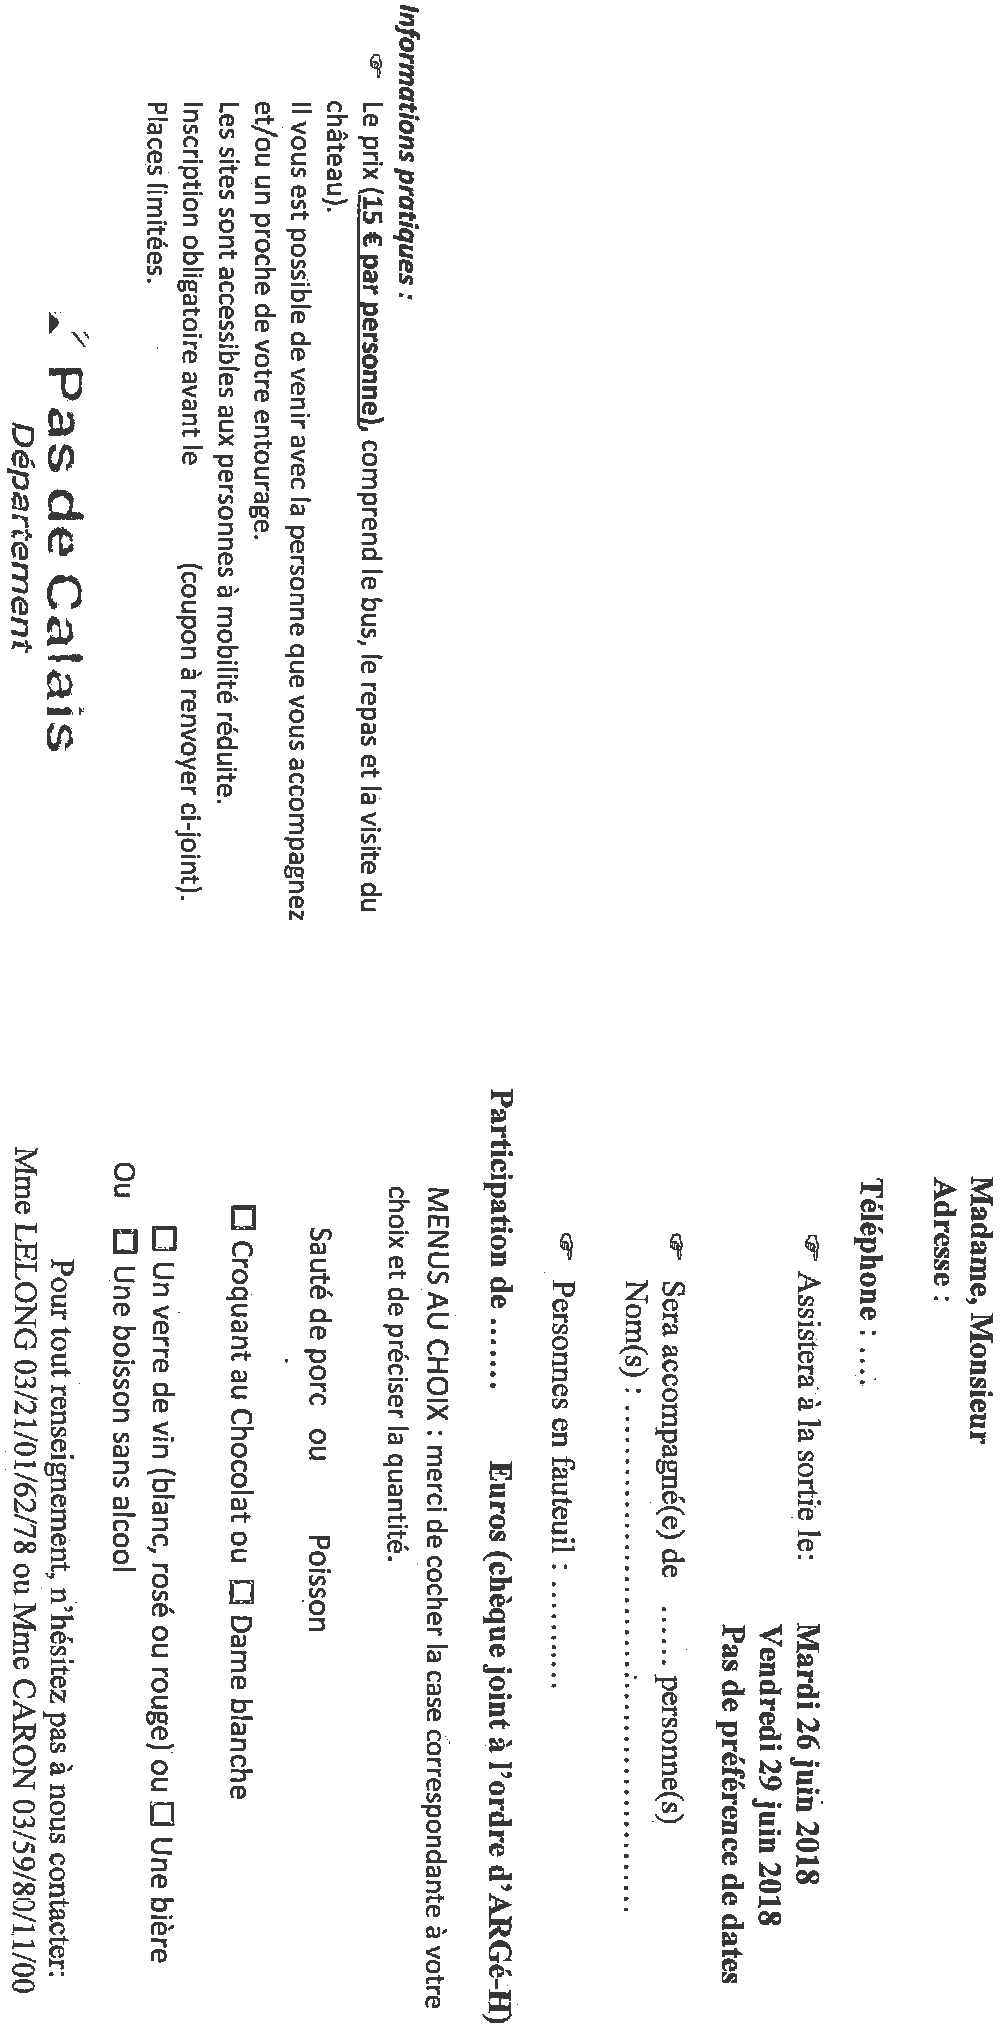 Informations pratiques :
☞ Le prix (15 € par personne), comprend le bus, le repas et la visite du
château).
Il vous est possible de venir avec la personne que vous accompagnez
et/ou un proche de votre entourage.
Les sites sont accessibles aux personnes à mobilité réduite.
Inscription obligatoire avant le (coupon à renvoyer ci-joint).
Places limitées.
Pas de Calais
Département
Madame, Monsieur
Adresse :
Téléphone : ....
☞ Assistera à la sortie le: Mardi 26 juin 2018
Vendredi 29 juin 2018
Pas de préférence de dates
☞ Sera accompagné(e) de ...... personne(s)
Nom(s) : ..........................................
☞ Personnes en fauteuil : ...........
Participation de ...... Euros (chèque joint à l'ordre d'ARGé-H)
MENUS AU CHOIX : merci de cocher la case correspondante à votre
choix et de préciser la quantité.
Sauté de porc ou Poisson
☐ Croquant au Chocolat ou ☐ Dame blanche
☐ Un verre de vin (blanc, rosé ou rouge) ou ☐ Une bière
Ou ☐ Une boisson sans alcool
Pour tout renseignement, n'hésitez pas à nous contacter:
Mme LELONG 03/21/01/62/78 ou Mme CARON 03/59/80/11/00